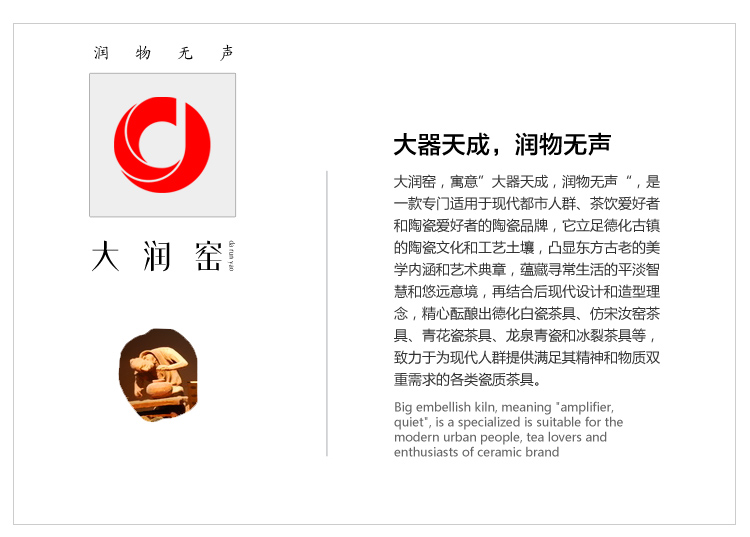 润物无声
大润窑
da run yao
大器天成，润物无声
大润窑，寓意”大器天成，润物无声“，是
一款专门适用于现代都市人群、茶饮爱好者
和陶瓷爱好者的陶瓷品牌，它立足德化古镇
的陶瓷文化和工艺土壤，凸显东方古老的美
学内涵和艺术典章，蕴藏寻常生活的平淡智
慧和悠远意境，再结合后现代设计和造型理
念，精心酝酿出德化白瓷茶具、仿宋汝窑茶
具、青花瓷茶具、龙泉青瓷和冰裂茶具等，
致力于为现代人群提供满足其精神和物质双
重需求的各类瓷质茶具。
Big embellish kiln, meaning "amplifier,
quiet", is a specialized is suitable for the
modern urban people, tea lovers and
enthusiasts of ceramic brand